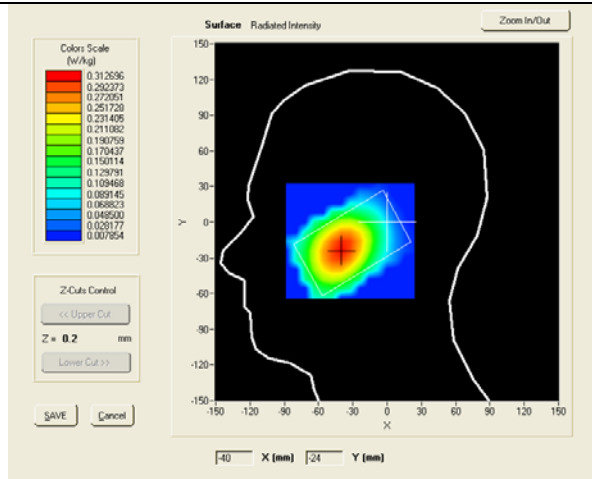 Surface Radiated Intensity
Zoom In/Out
Colors Scale
(W/kg)
0.312696
0.292373
0.272051
0.251728
0.231405
0.211082
0.190759
0.170437
0.150114
0.129791
0.109468
0.089145
0.068823
0.048500
0.028177
0.007854
150
120
90
60
30
0
-30
-60
-90
-120
-150
Y
-150 -120 -90 -60 -30 0 30 60 90 120 150
X
Z-Cuts Control
<< Upper Cut
Z = 0.2 mm
Lower Cut >>
SAVE Cancel
-40 X (mm) -24 Y (mm)